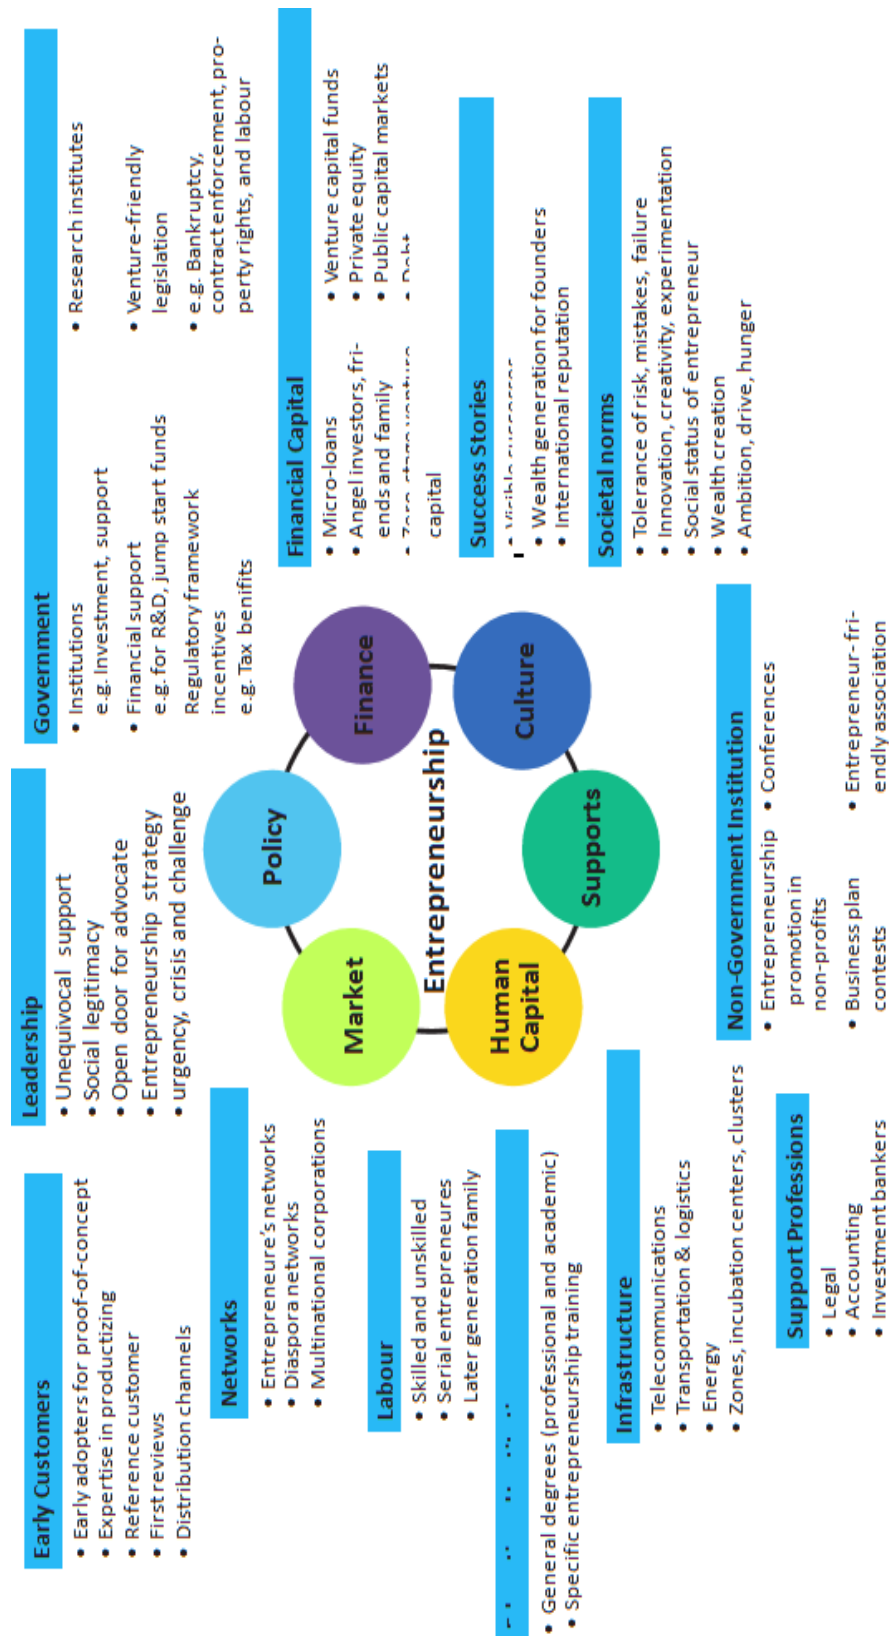 Early Customers
• Early adopters for proof-of-concept
• Expertise in productizing
• Reference customer
• First reviews
• Distribution channels
Leadership
• Unequivocal support
• Social legitimacy
• Open door for advocate
• Entrepreneurship strategy
• urgency, crisis and challenge
Government
• Institutions
e.g. Investment, support
• Financial support
e.g. for R&D, jump start funds
Regulatory framework
incentives
e.g. Tax benifits
• Research institutes
• Venture-friendly
legislation
• e.g. Bankruptcy,
contract enforcement, pro-
perty rights, and labour
Networks
• Entrepreneure's networks
• Diaspora networks
• Multinational corporations
Labour
• Skilled and unskilled
• Serial entrepreneures
• Later generation family
• General degrees (professional and academic)
• Specific entrepreneurship training
Policy
Market
Finance
Entrepreneurship
Human
Capital
Culture
Supports
Financial Capital
• Micro-loans
• Angel investors, fri-
ends and family
capital
• Venture capital funds
• Private equity
• Public capital markets
Success Stories
• Wealth generation for founders
• International reputation
Societal norms
• Tolerance of risk, mistakes, failure
• Innovation, creativity, experimentation
• Social status of entrepreneur
• Wealth creation
• Ambition, drive, hunger
Infrastructure
• Telecommunications
• Transportation & logistics
• Energy
• Zones, incubation centers, clusters
Support Professions
• Legal
• Accounting
• Investment bankers
Non-Government Institution
• Entrepreneurship
promotion in
non-profits
• Business plan
contests
• Conferences
• Entrepreneur-fri-
endly association